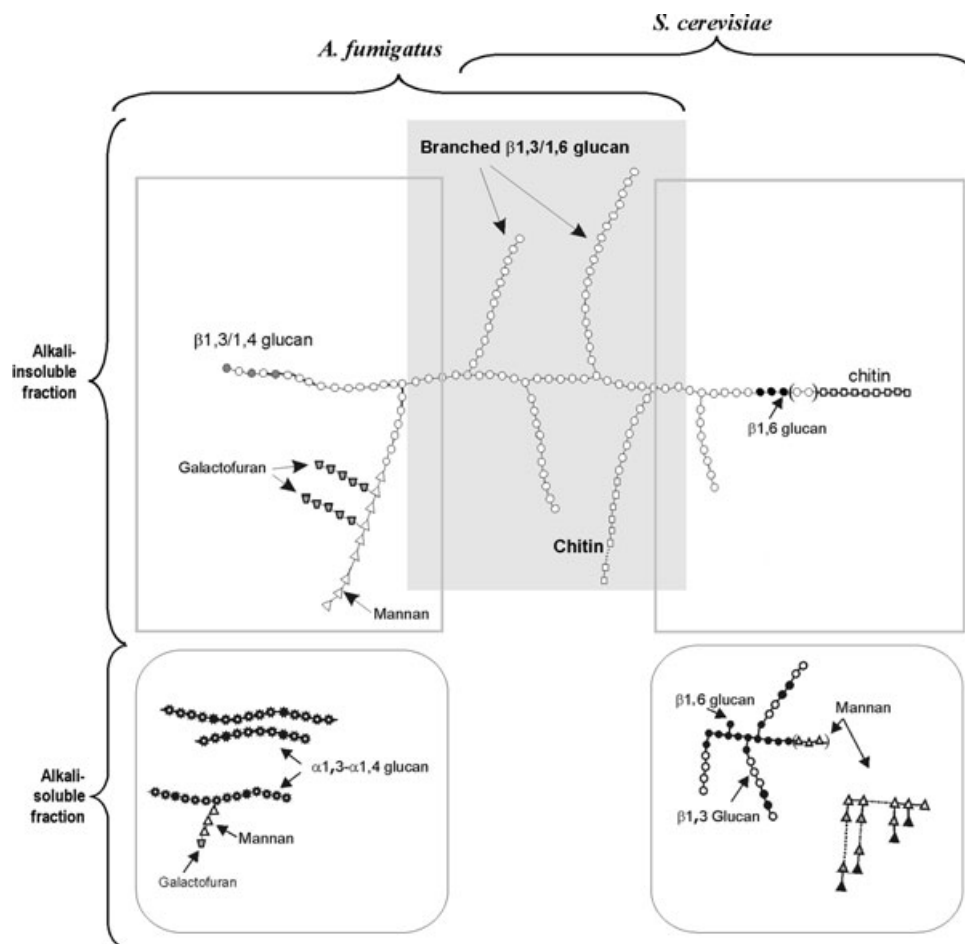 S. cerevisiae
A. fumigatus
Branched β1,3/1,6 glucan
β1,3/1,4 glucan
Alkali-
insoluble
fraction
chitin
β1,6 glucan
Galactofuran
Chitin
Mannan
β1,6 glucan
Mannan
α1,3-α1,4 glucan
Alkali-
soluble
fraction
β1,3 Glucan
Mannan
Galactofuran